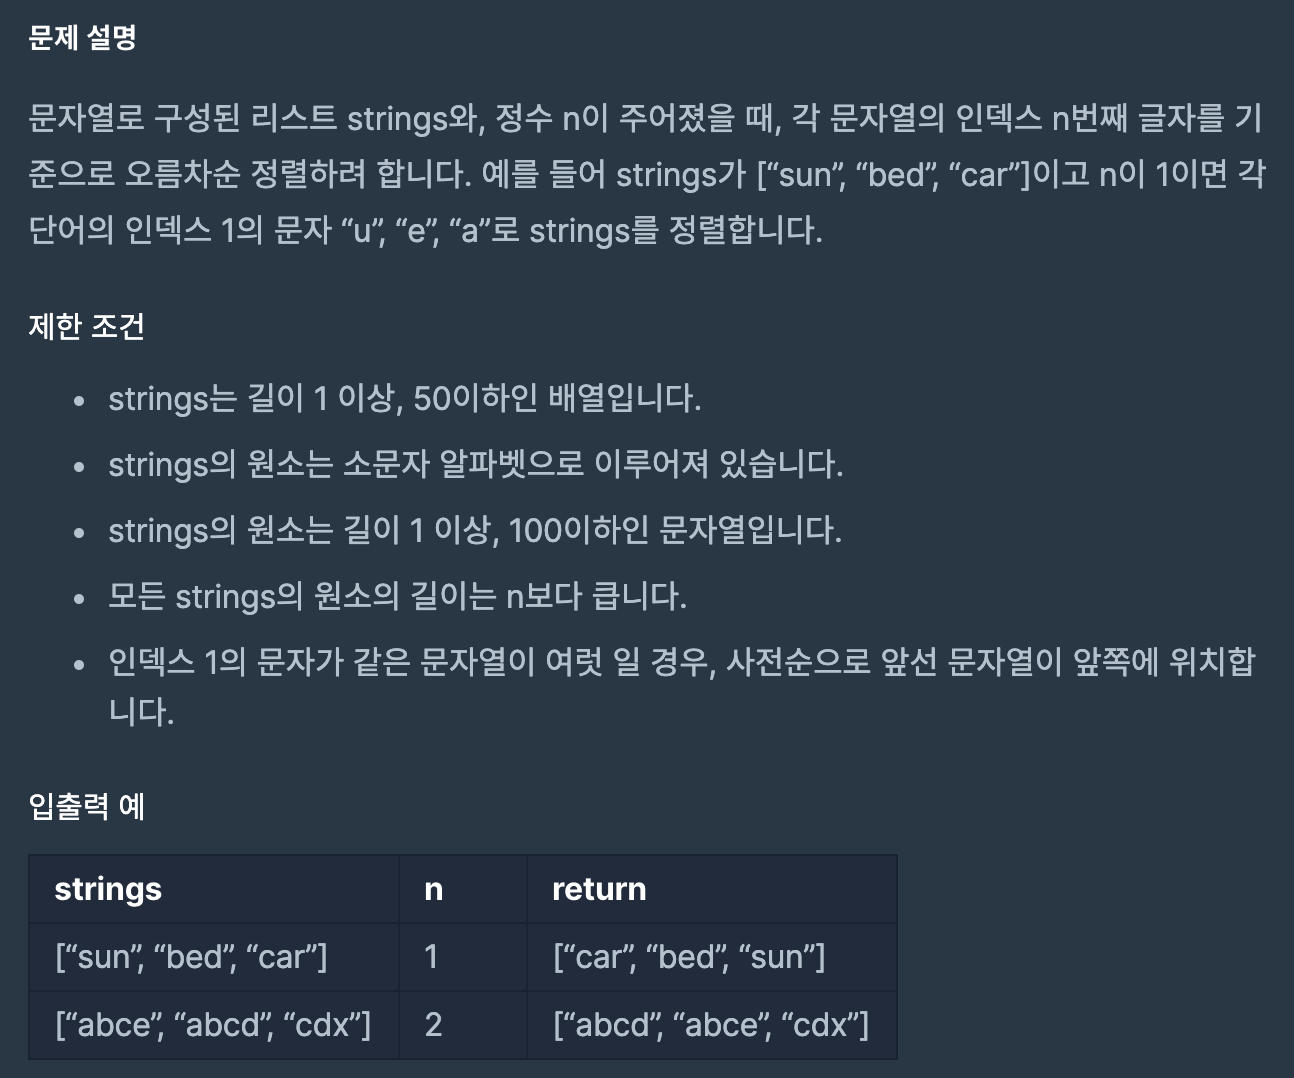 문제 설명
문자열로 구성된 리스트 strings와, 정수 n이 주어졌을 때, 각 문자열의 인덱스 n번째 글자를 기
준으로 오름차순 정렬하려 합니다. 예를 들어 strings가 [“sun”, “bed”, “car”]이고 n이 1이면 각
단어의 인덱스 1의 문자 “u”, “e”, “a”로 strings를 정렬합니다.
제한 조건
• strings는 길이 1 이상, 50이하인 배열입니다.
• strings의 원소는 소문자 알파벳으로 이루어져 있습니다.
• strings의 원소는 길이 1 이상, 100이하인 문자열입니다.
• 모든 strings의 원소의 길이는 n보다 큽니다.
• 인덱스 1의 문자가 같은 문자열이 여럿 일 경우, 사전순으로 앞선 문자열이 앞쪽에 위치합
니다.
입출력 예
strings n return
[“sun”, “bed”, “car”] 1 [“car”, “bed”, “sun”]
[“abce”, “abcd”, “cdx”] 2 [“abcd”, “abce”, “cdx”]